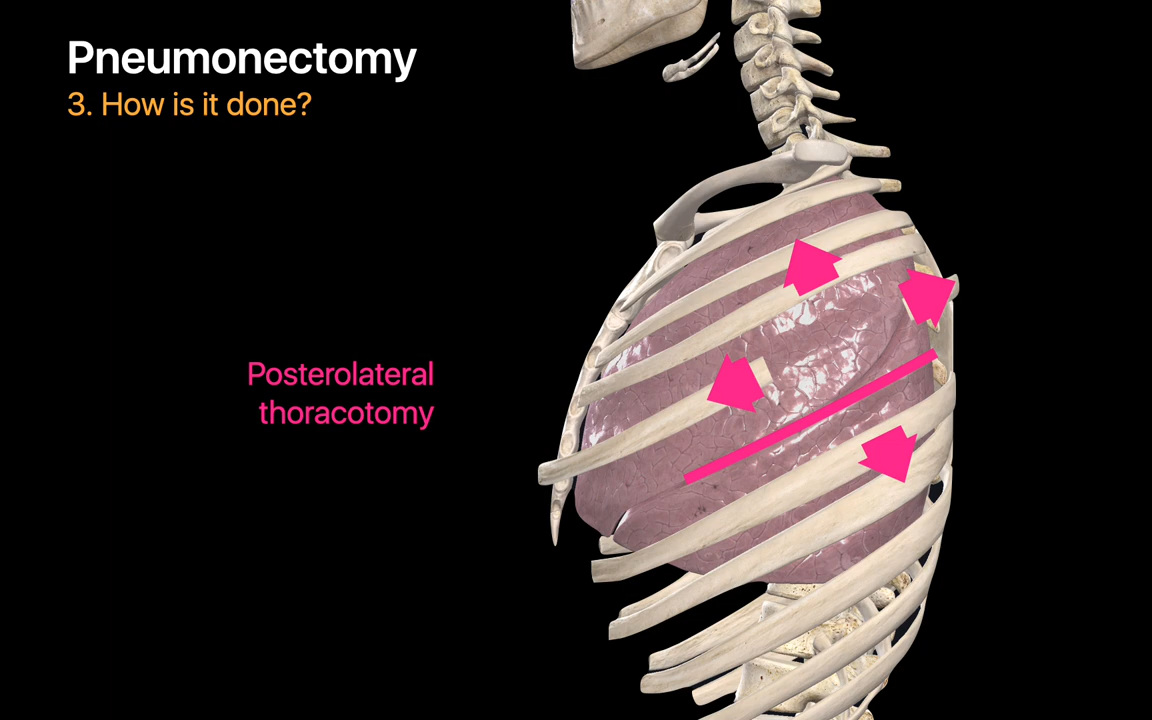 Pneumonectomy
3. How is it done?
Posterolateral
thoracotomy